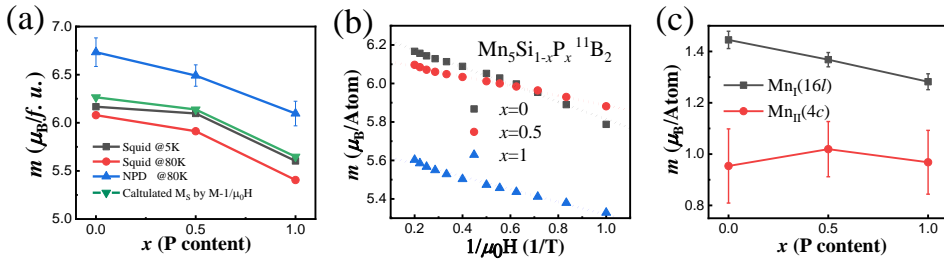 (a)
7.0
6.5
6.0
5.5
5.0
m (μB/f. u.)
Squid @5K
Squid @80K
NPD @80K
Caltulated MS by M-1/μ0H
0.0 0.5 1.0
x (P content)
(b)
6.2
6.0
5.8
5.6
5.4
m (μB/Atom)
Mn5Si1-xPx11B2
x=0
x=0.5
x=1
0.2 0.4 0.6 0.8 1.0
1/μ0H (1/T)
(c)
1.4
1.2
1.0
0.8
m (μB/Atom)
MnI(16l)
MnII(4c)
0.0 0.5 1.0
x (P content)